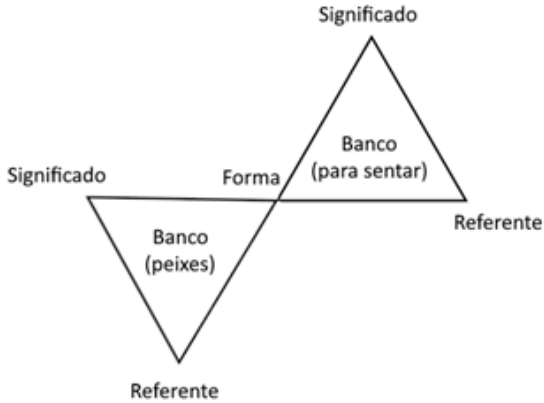 Significado
Banco
(para sentar)
Forma
Significado
Referente
Banco
(peixes)
Referente